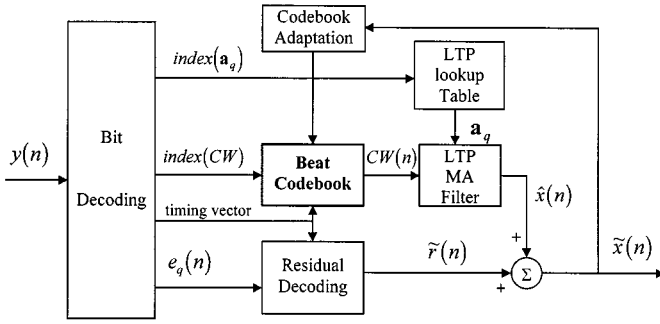 Codebook
Adaptation
index(𝐚_q)
LTP
lookup
Table
Bit
Decoding
𝐚_q
y(n)
index(CW)
Beat
Codebook
CW(n)
LTP
MA
Filter
x̂(n)
timing vector
e_q(n)
Residual
Decoding
r̃(n)
+
+
Σ
x̃(n)